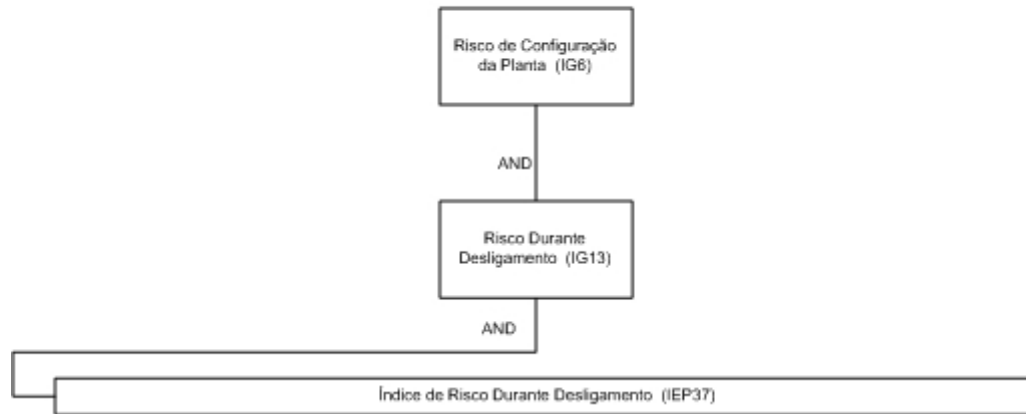 Risco de Configuração
da Planta (IG6)
AND
Risco Durante
Desligamento (IG13)
AND
Índice de Risco Durante Desligamento (IEP37)